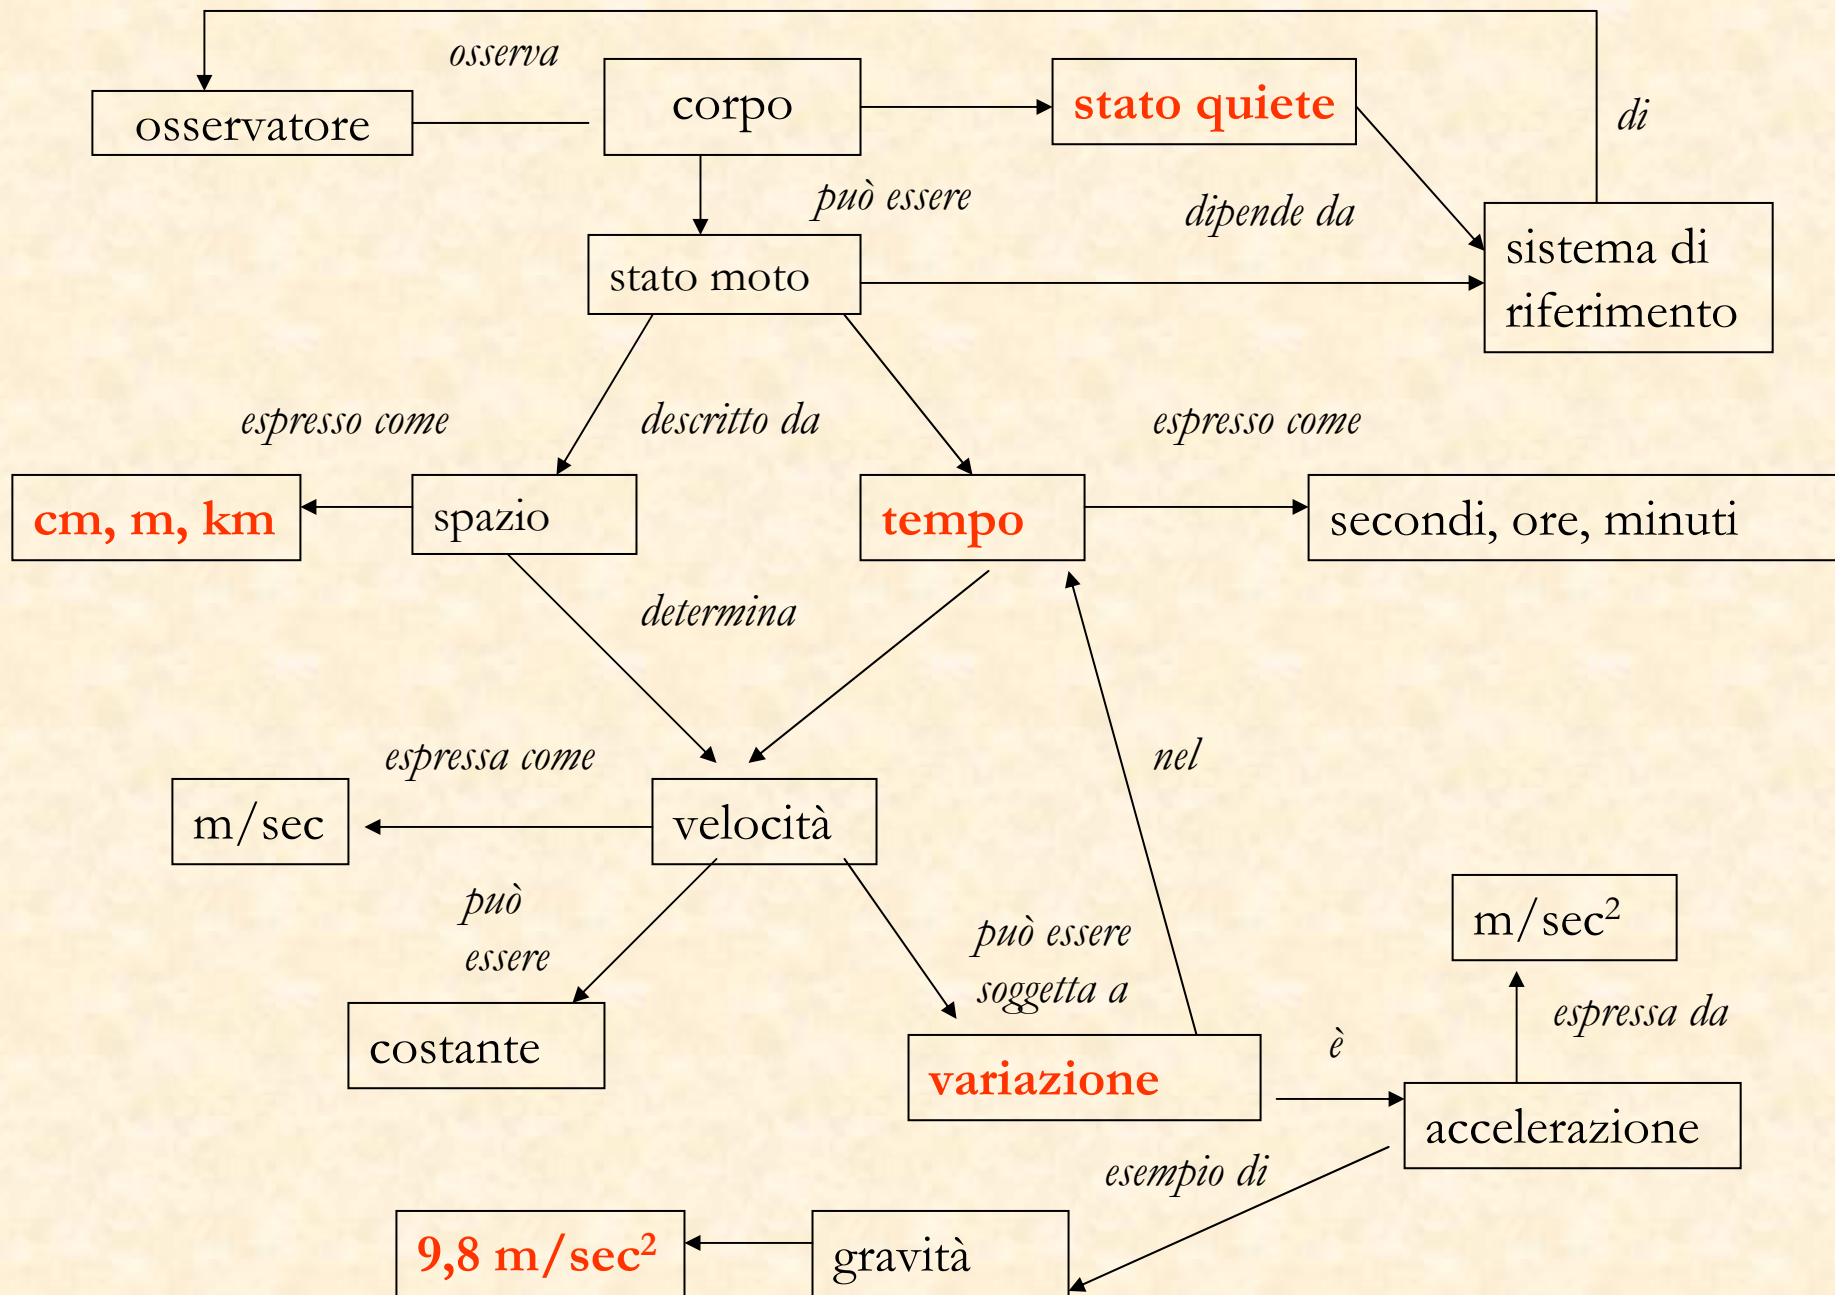 osserva
osservatore
corpo
stato quiete
di
può essere
dipende da
sistema di
riferimento
stato moto
espresso come
descritto da
espresso come
cm, m, km
spazio
tempo
secondi, ore, minuti
determina
espressa come
nel
m/sec
velocità
può
essere
può essere
soggetta a
m/sec²
espressa da
costante
variazione
è
accelerazione
esempio di
9,8 m/sec²
gravità